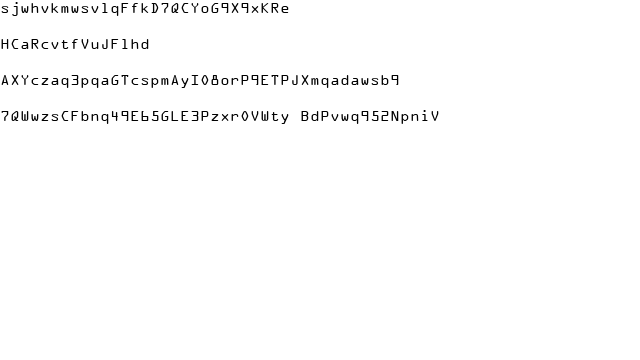 sjwhvkmwsvlqFfkD7QCYoG9X9xKRe
HCaRcvtfVuJFlhd
AXYczaq3pqaGTcspmAyI08orP9ETPJXmqadawsb9
7QWwzsCFbnq49E65GLE3Pzxr0VWty BdPvwq952NpniV